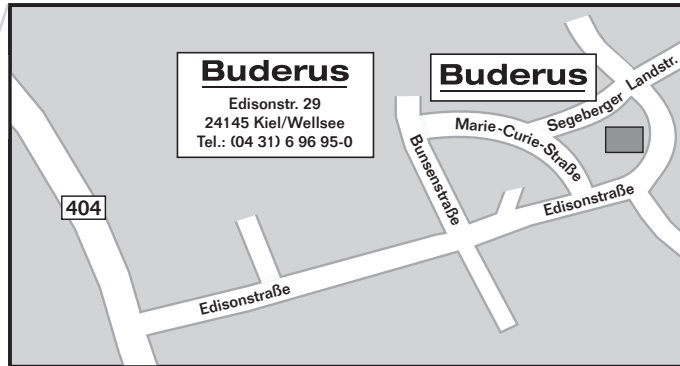 Buderus
Edisonstr. 29
24145 Kiel/Wellsee
Tel.: (04 31) 6 96 95-0
Buderus
Segeberger Landstr.
Marie-Curie-Straße
Bunsenstraße
Edisonstraße
404
Edisonstraße